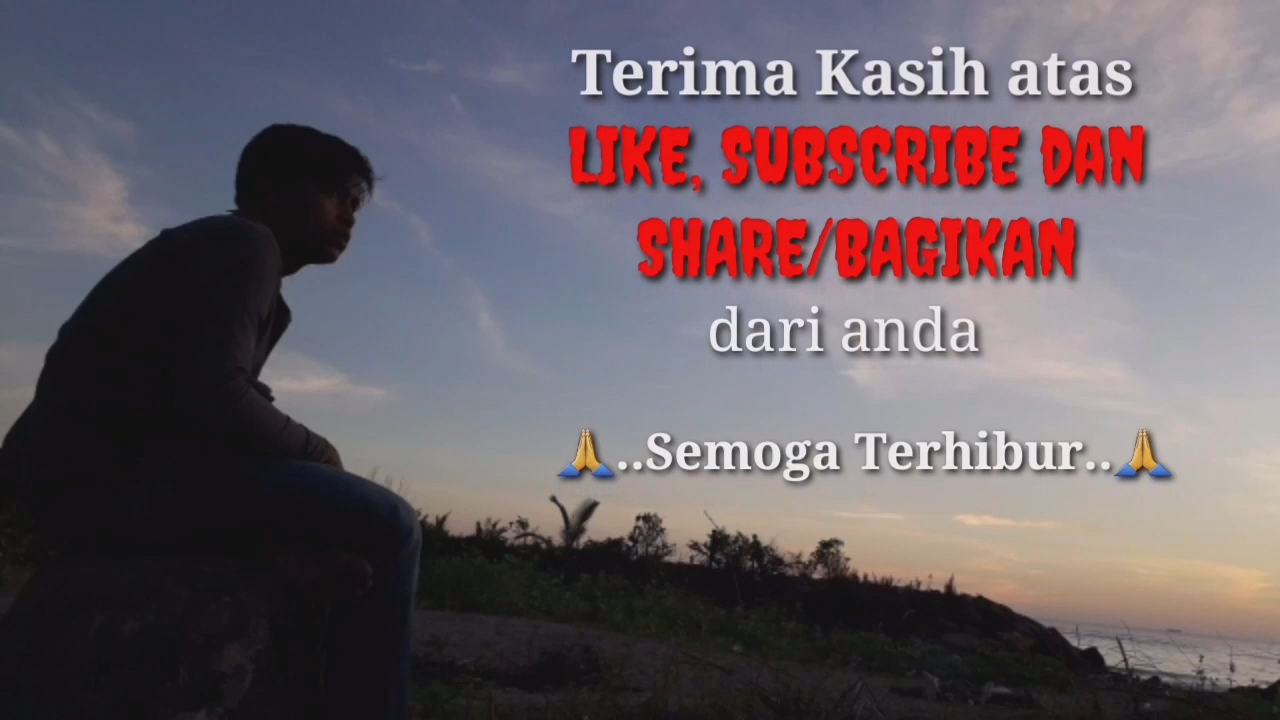 Terima Kasih atas
LIKE, SUBSCRIBE DAN
SHARE/BAGIKAN
dari anda
🙏..Semoga Terhibur..🙏